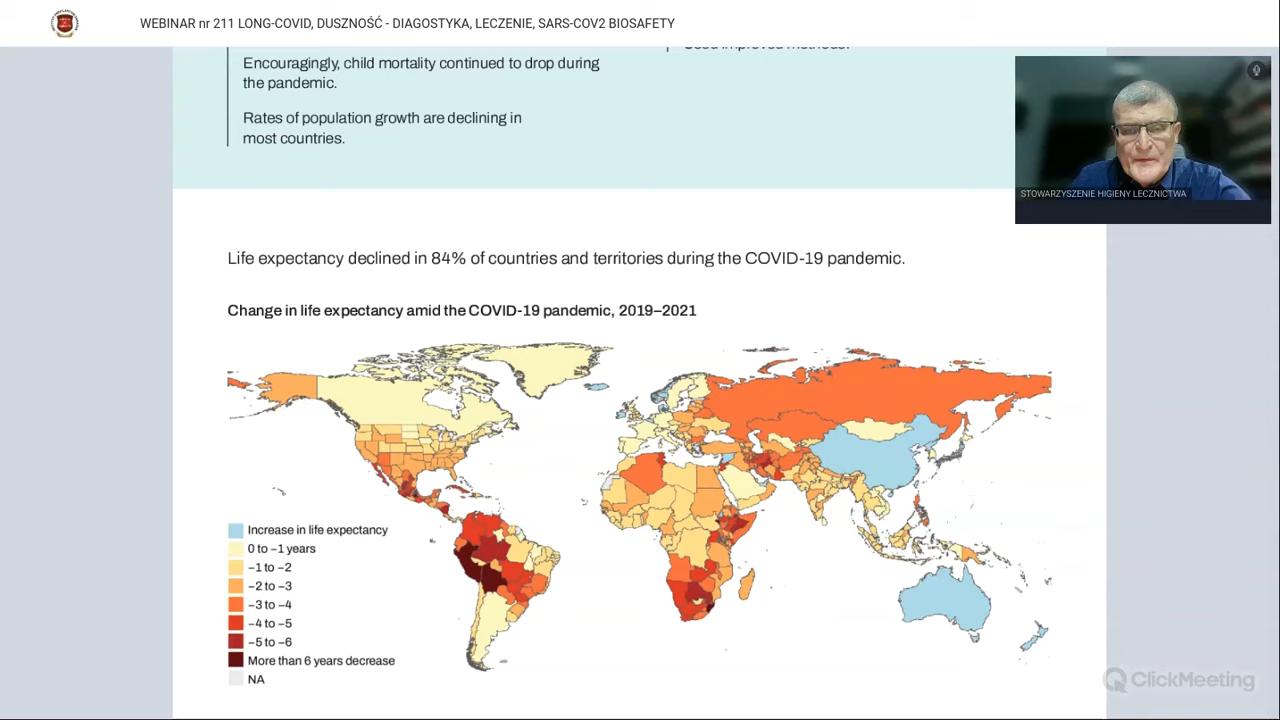 WEBINAR nr 211 LONG-COVID, DUSZNOŚĆ - DIAGOSTYKA, LECZENIE, SARS-COV2 BIOSAFETY
Encouragingly, child mortality continued to drop during
the pandemic.
Rates of population growth are declining in
most countries.
STOWARZYSZENIE HIGIENY LECZNICTWA
Life expectancy declined in 84% of countries and territories during the COVID-19 pandemic.
Change in life expectancy amid the COVID-19 pandemic, 2019–2021
Increase in life expectancy
0 to −1 years
−1 to −2
−2 to −3
−3 to −4
−4 to −5
−5 to −6
More than 6 years decrease
NA
ClickMeeting